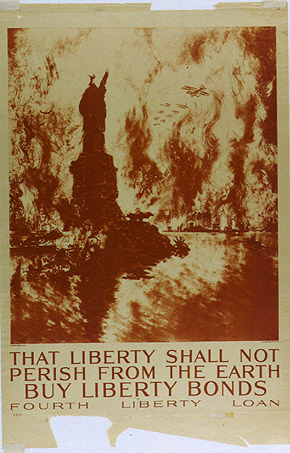 THAT LIBERTY SHALL NOT
PERISH FROM THE EARTH
BUY LIBERTY BONDS
FOURTH LIBERTY LOAN